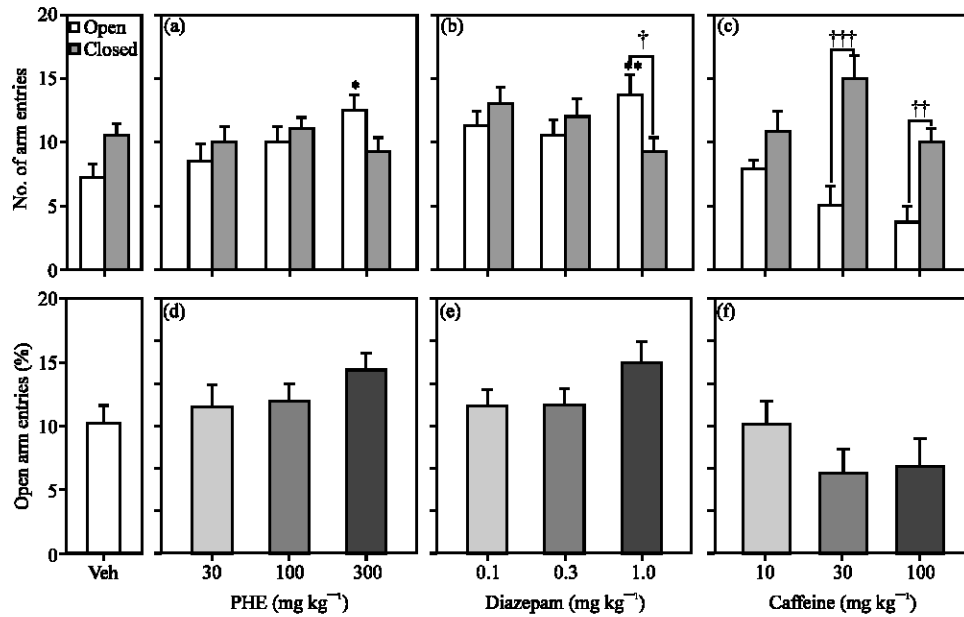 20
15
10
5
0
No. of arm entries
Open
Closed
(a)
*
(b)
**
†
(c)
†††
††
20
15
10
5
0
Open arm entries (%)
(d)
(e)
(f)
Veh
30 100 300
0.1 0.3 1.0
10 30 100
PHE (mg kg⁻¹)
Diazepam (mg kg⁻¹)
Caffeine (mg kg⁻¹)